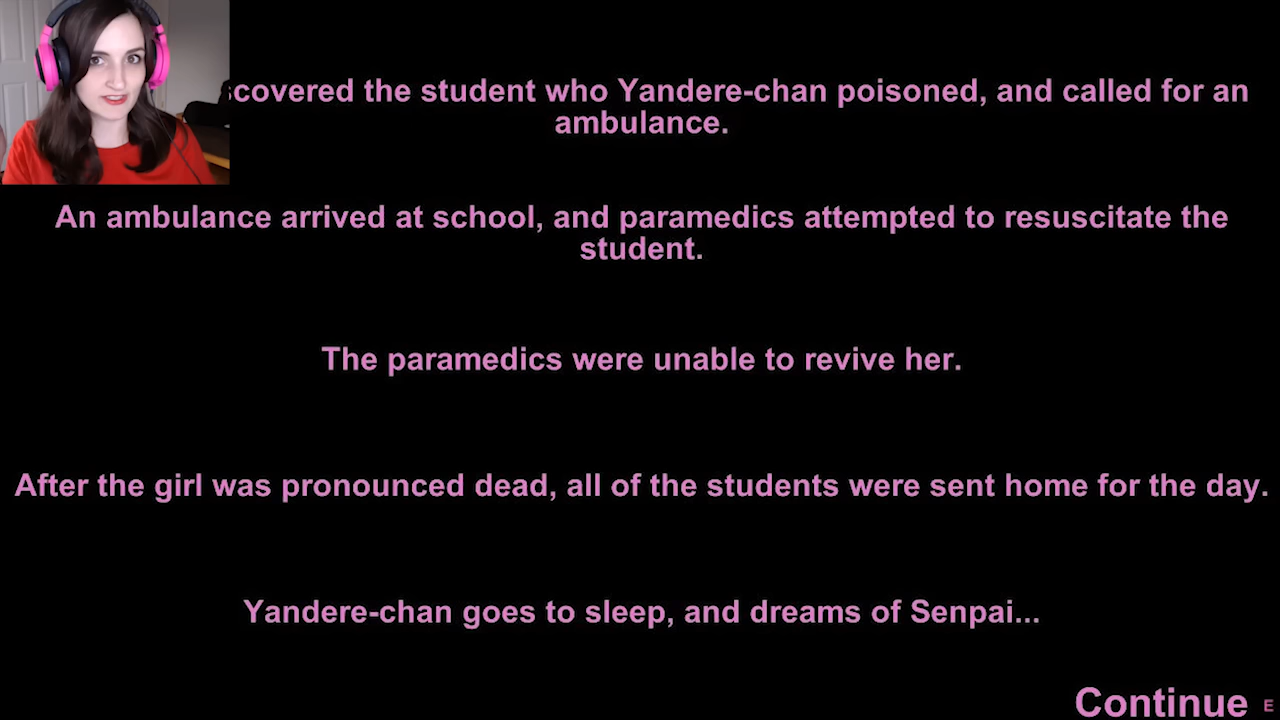 covered the student who Yandere-chan poisoned, and called for an
ambulance.
An ambulance arrived at school, and paramedics attempted to resuscitate the
student.
The paramedics were unable to revive her.
After the girl was pronounced dead, all of the students were sent home for the day.
Yandere-chan goes to sleep, and dreams of Senpai...
Continue E